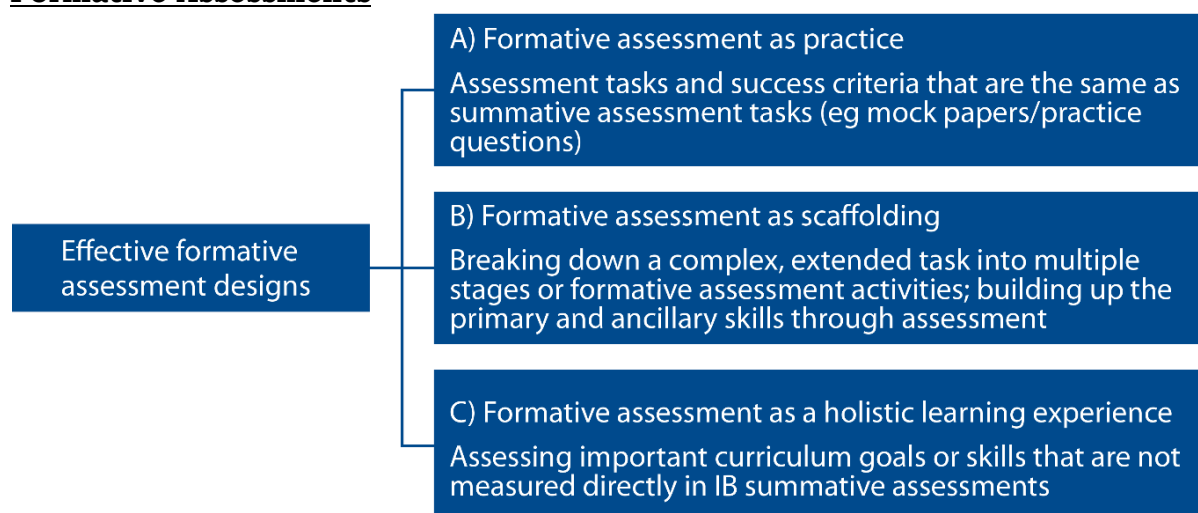 Formative Assessments
A) Formative assessment as practice
Assessment tasks and success criteria that are the same as
summative assessment tasks (eg mock papers/practice
questions)
Effective formative
assessment designs
B) Formative assessment as scaffolding
Breaking down a complex, extended task into multiple
stages or formative assessment activities; building up the
primary and ancillary skills through assessment
C) Formative assessment as a holistic learning experience
Assessing important curriculum goals or skills that are not
measured directly in IB summative assessments